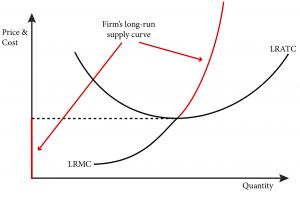 Price &
Cost
Firm's long-run
supply curve
LRATC
LRMC
Quantity